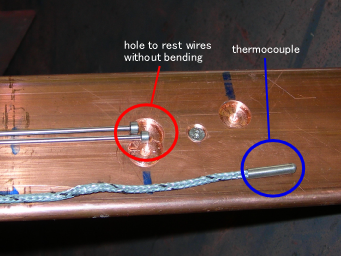 hole to rest wires
without bending
thermocouple